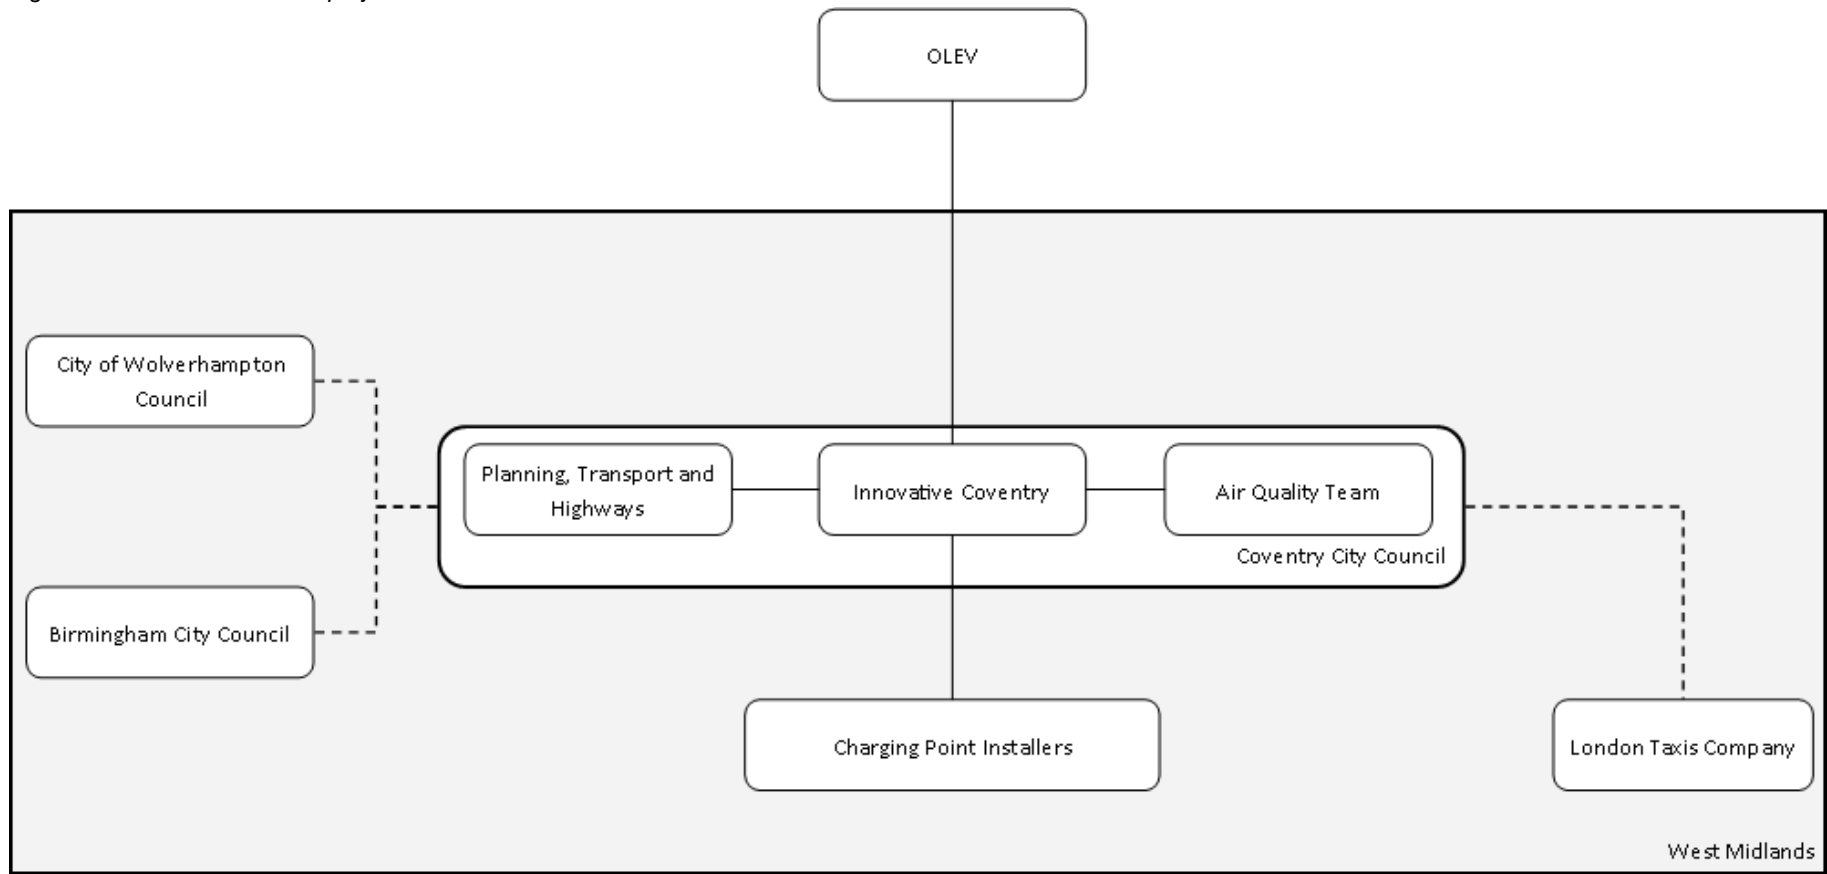 OLEV
City of Wolverhampton
Council
Planning, Transport and
Highways
Innovative Coventry
Air Quality Team
Coventry City Council
Birmingham City Council
Charging Point Installers
London Taxis Company
West Midlands